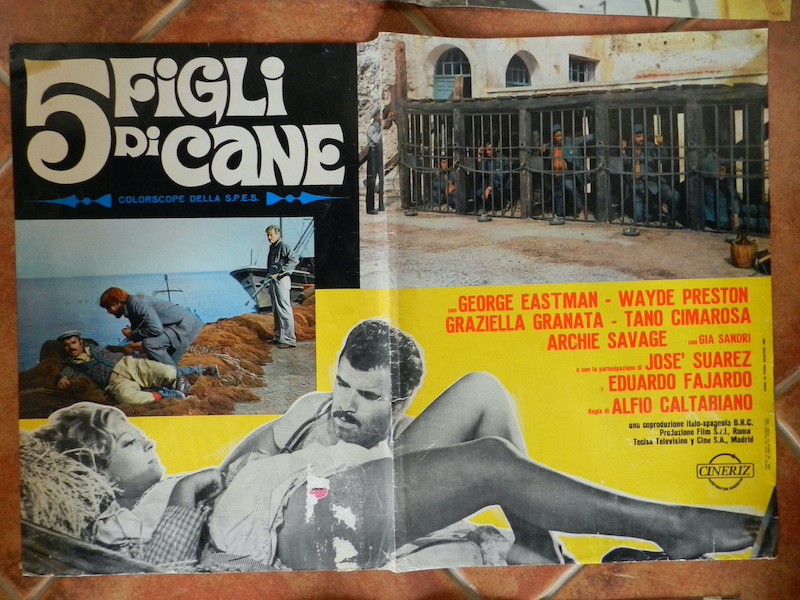 5 FIGLI
DI CANE
COLORSCOPE DELLA S.P.E.S.
con GEORGE EASTMAN - WAYDE PRESTON
GRAZIELLA GRANATA - TANO CIMAROSA
ARCHIE SAVAGE con GIA SANDRI
e con la partecipazione di JOSE' SUAREZ
e EDUARDO FAJARDO
Regia di ALFIO CALTABIANO
una coproduzione italo-spagnola B.R.C.
Produzione Film S.r.l., Roma
Tecisa Television y Cine S.A., Madrid
CINERIZ